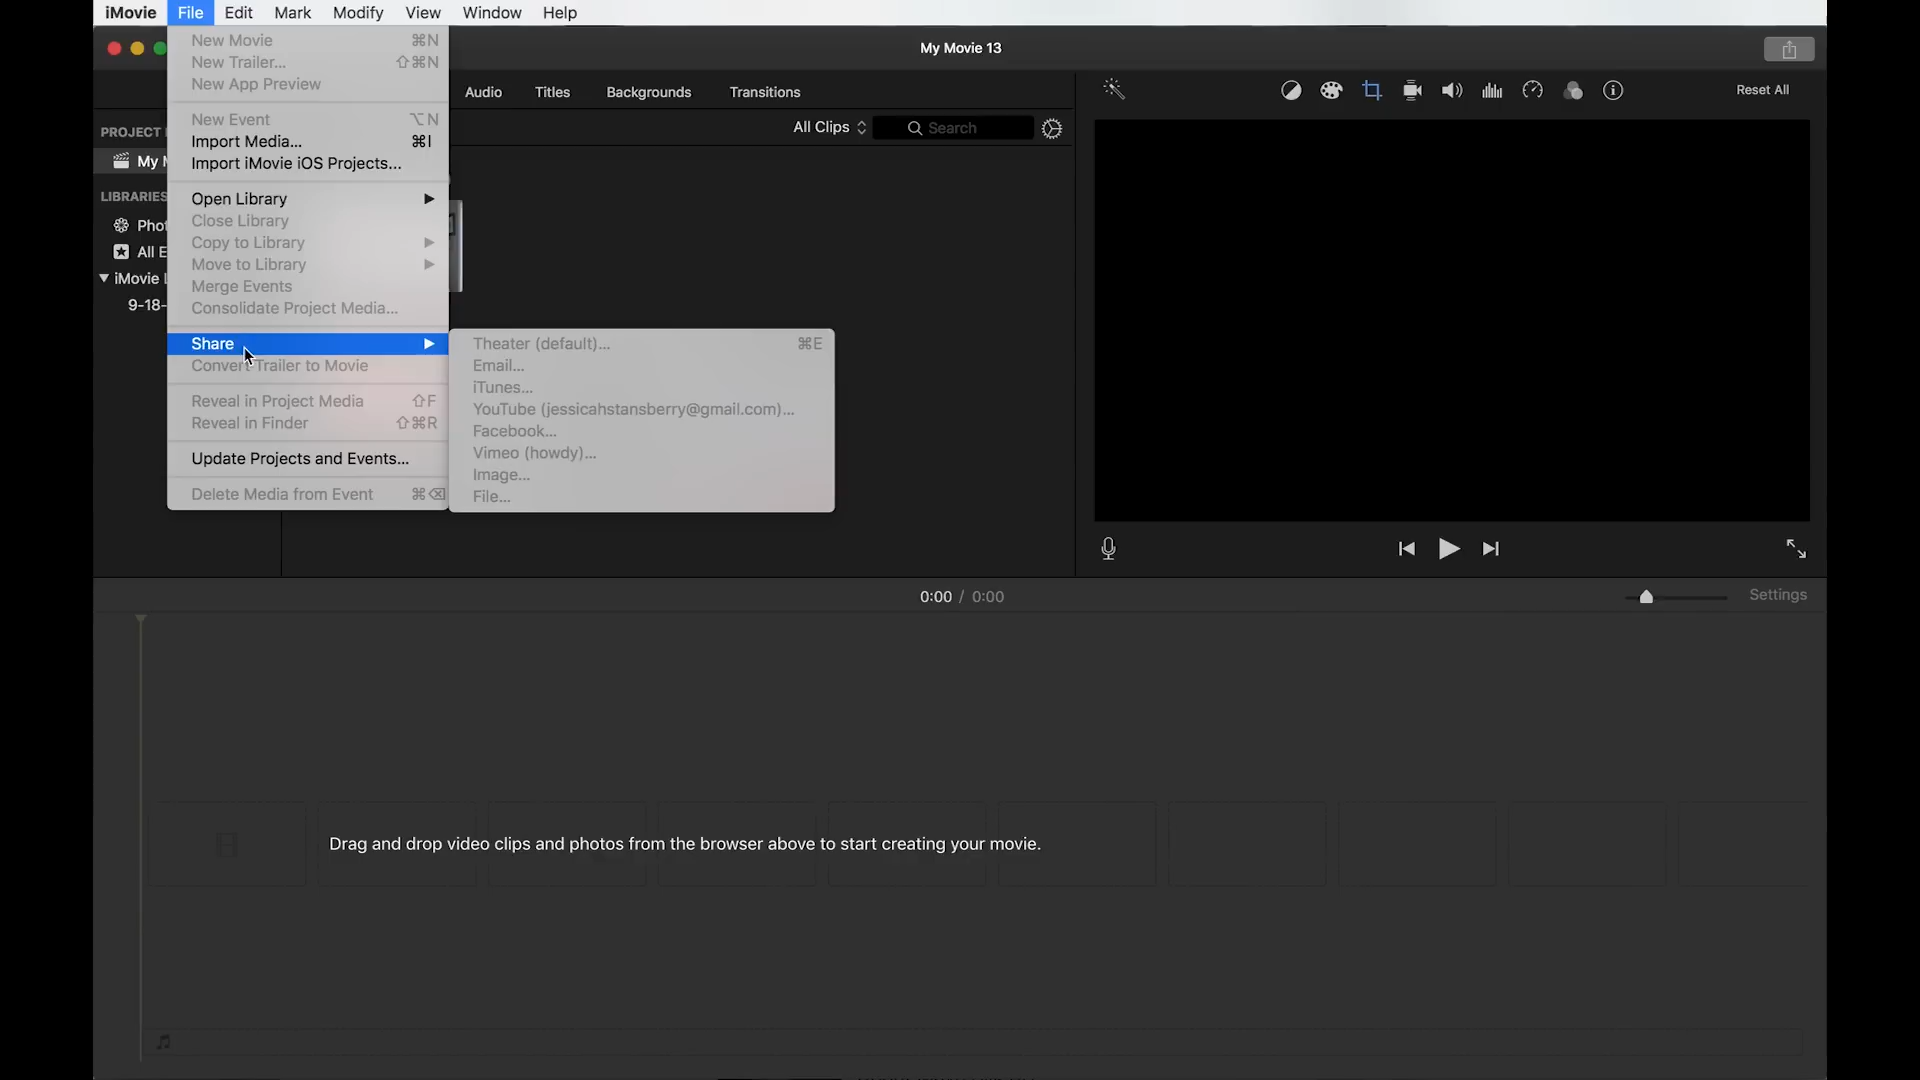 iMovie File Edit Mark Modify View Window Help
My Movie 13
New Movie ⌘N
New Trailer... ⇧⌘N
New App Preview
New Event ⌥N
Import Media... ⌘I
Import iMovie iOS Projects...
Open Library
Close Library
Copy to Library
Move to Library
Merge Events
Consolidate Project Media...
Share
Convert Trailer to Movie
Reveal in Project Media ⇧F
Reveal in Finder ⇧⌘R
Update Projects and Events...
Delete Media from Event ⌘⌫
Theater (default)... ⌘E
Email...
iTunes...
YouTube (jessicahstansberry@gmail.com)...
Facebook...
Vimeo (howdy)...
Image...
File...
Audio Titles Backgrounds Transitions
All Clips Search
PROJECT
My
LIBRARIES
All
iMovie
9-18-
Reset All
0:00 / 0:00
Settings
Drag and drop video clips and photos from the browser above to start creating your movie.